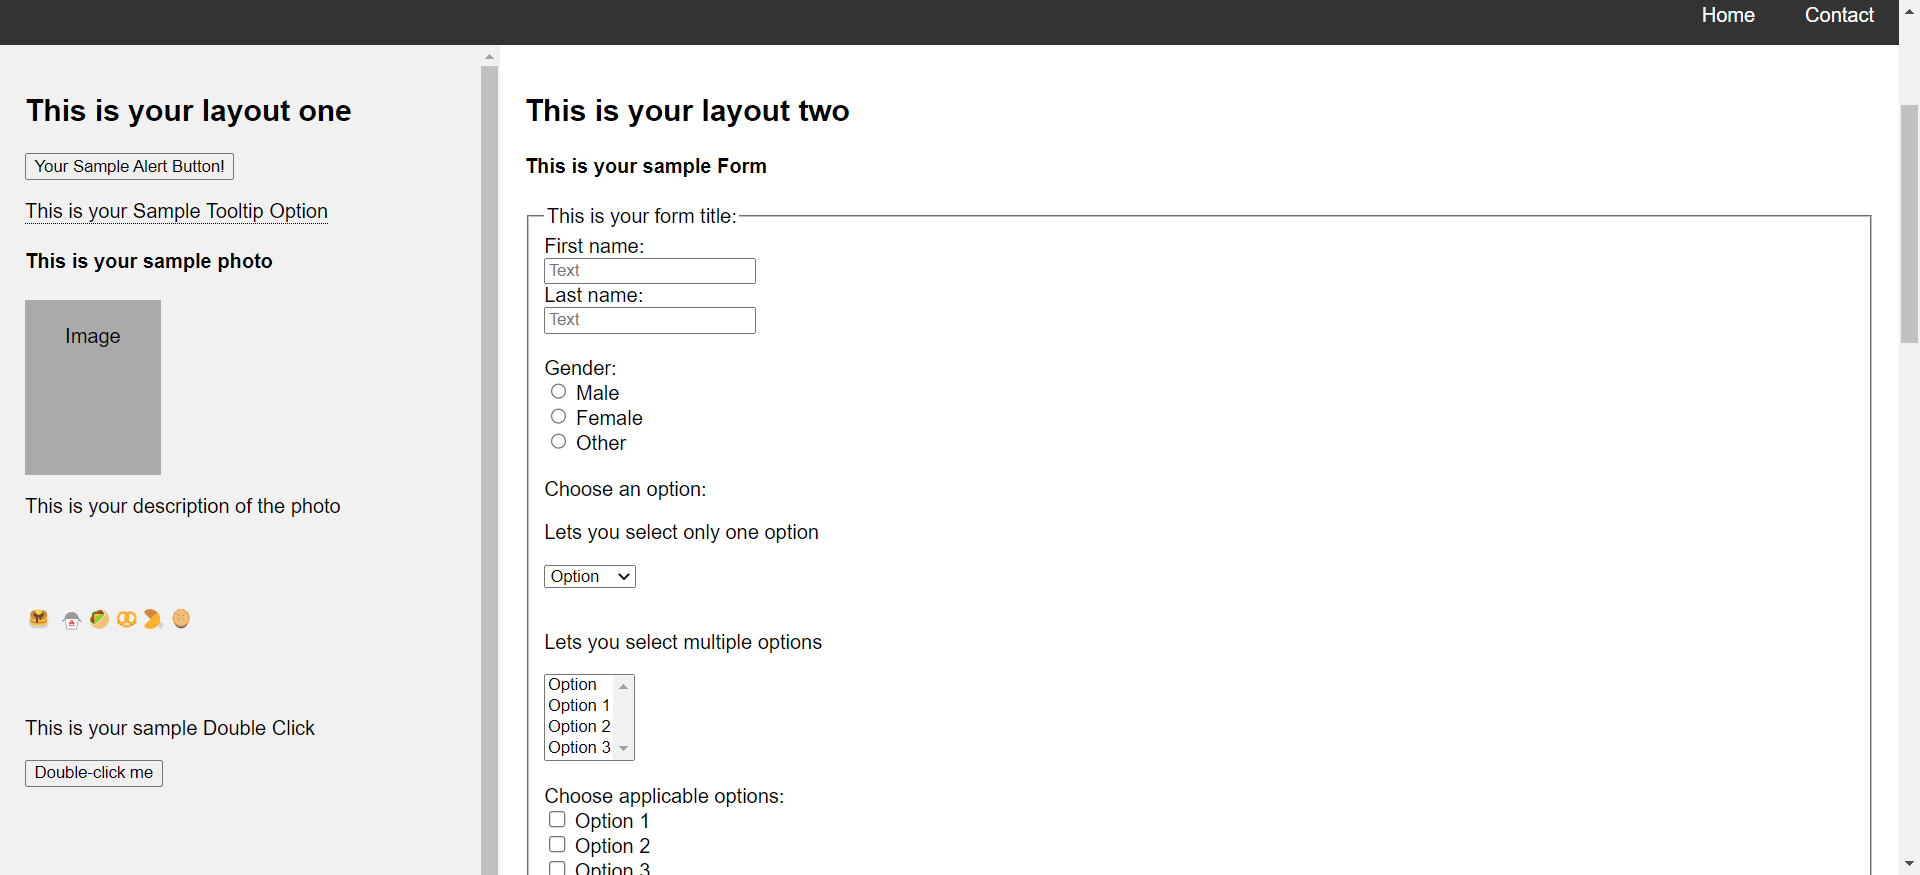 Home Contact
This is your layout one
Your Sample Alert Button!
This is your Sample Tooltip Option
This is your sample photo
Image
This is your description of the photo
This is your sample Double Click
Double-click me
This is your layout two
This is your sample Form
This is your form title:
First name:
Text
Last name:
Text
Gender:
Male
Female
Other
Choose an option:
Lets you select only one option
Option
Lets you select multiple options
Option
Option 1
Option 2
Option 3
Choose applicable options:
Option 1
Option 2
Option 3